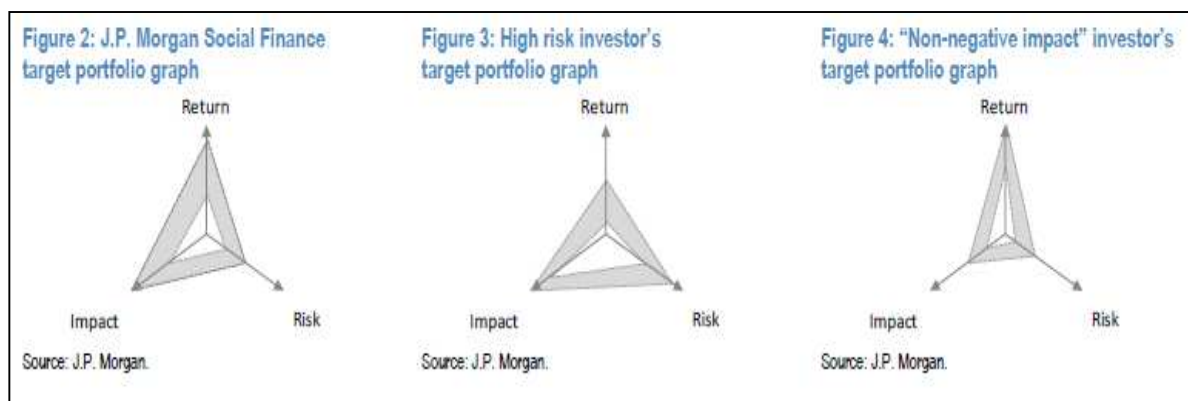 Figure 2: J.P. Morgan Social Finance
target portfolio graph
Return
Impact
Risk
Source: J.P. Morgan.
Figure 3: High risk investor's
target portfolio graph
Return
Impact
Risk
Source: J.P. Morgan.
Figure 4: “Non-negative impact” investor's
target portfolio graph
Return
Impact
Risk
Source: J.P. Morgan.